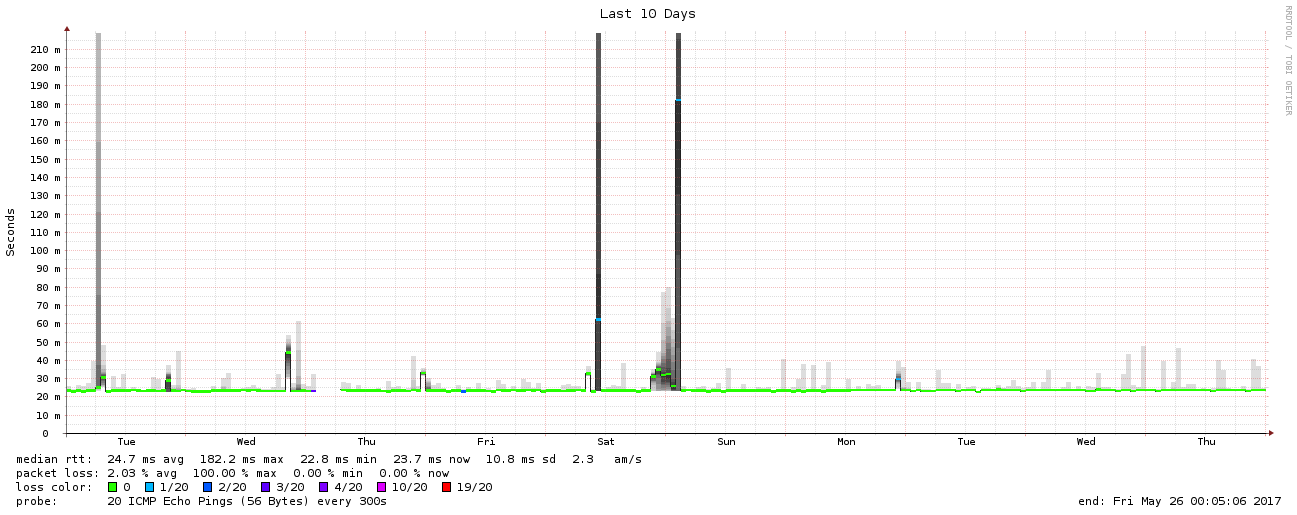 Last 10 Days
RRDTOOL / TOBI OETIKER
Seconds
210 m
200 m
190 m
180 m
170 m
160 m
150 m
140 m
130 m
120 m
110 m
100 m
90 m
80 m
70 m
60 m
50 m
40 m
30 m
20 m
10 m
0
Tue Wed Thu Fri Sat Sun Mon Tue Wed Thu
median rtt: 24.7 ms avg 182.2 ms max 22.8 ms min 23.7 ms now 10.8 ms sd 2.3 am/s
packet loss: 2.03 % avg 100.00 % max 0.00 % min 0.00 % now
loss color: 0 1/20 2/20 3/20 4/20 10/20 19/20
probe: 20 ICMP Echo Pings (56 Bytes) every 300s end: Fri May 26 00:05:06 2017